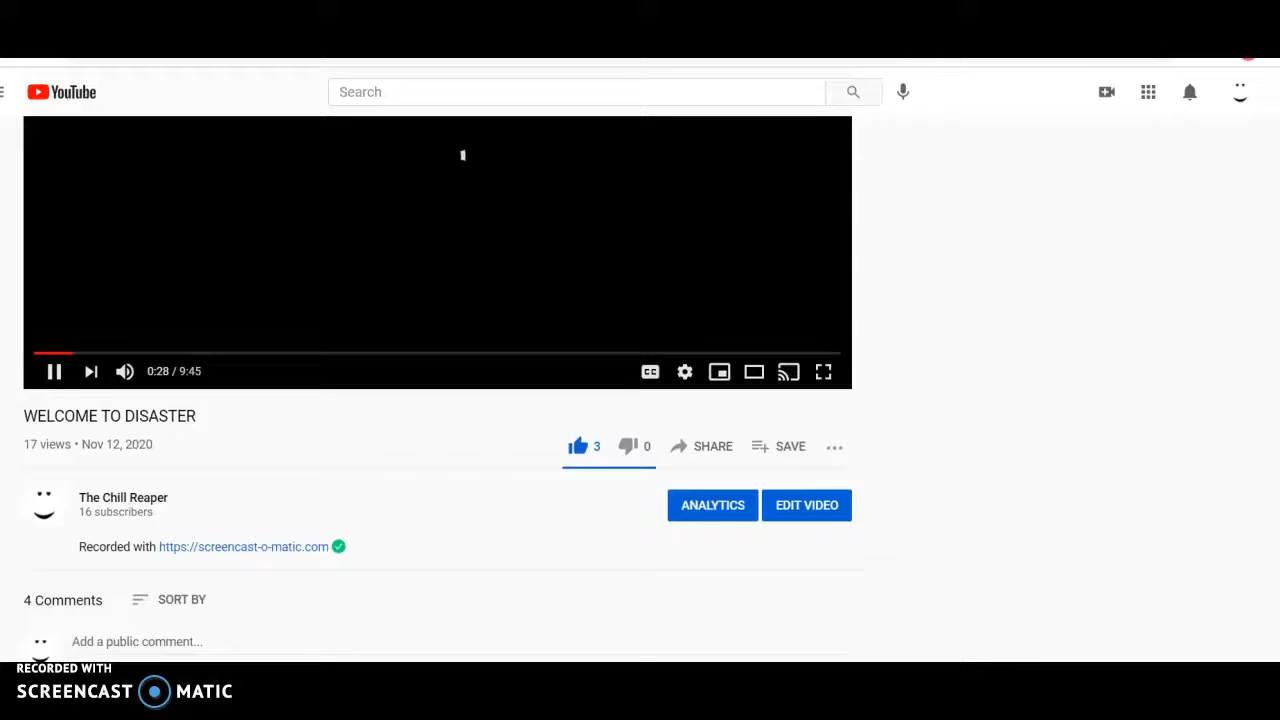 YouTube
Search
CC
0:28 / 9:45
WELCOME TO DISASTER
17 views • Nov 12, 2020
3
0
SHARE
SAVE
The Chill Reaper
16 subscribers
ANALYTICS
EDIT VIDEO
Recorded with https://screencast-o-matic.com
4 Comments
SORT BY
Add a public comment...
RECORDED WITH
SCREENCAST MATIC